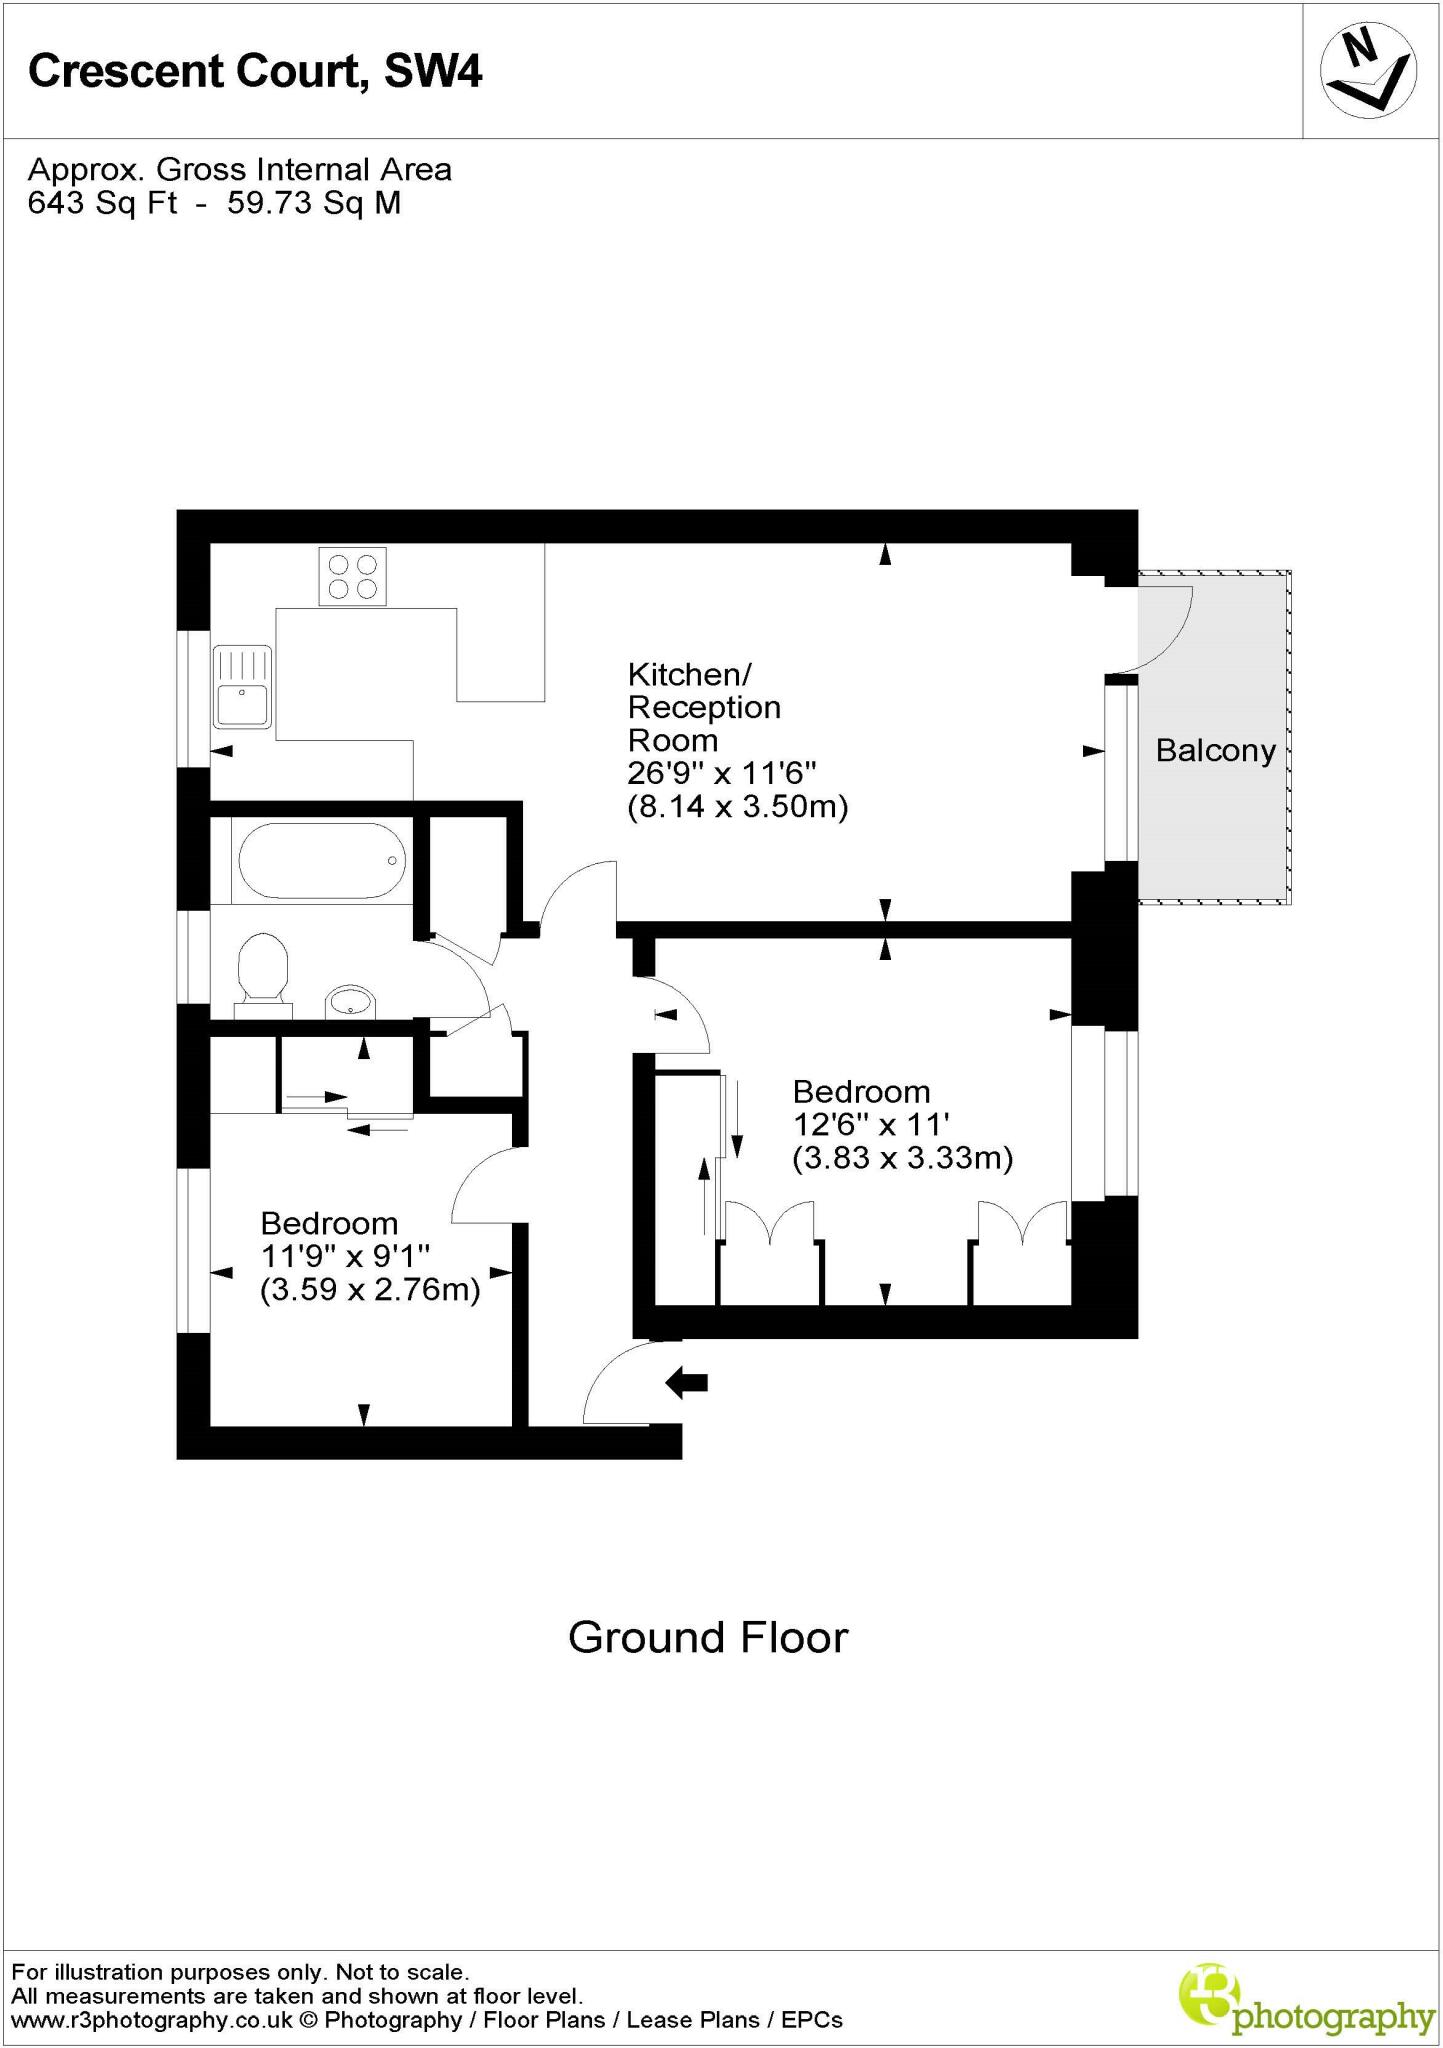 Crescent Court, SW4
N
Approx. Gross Internal Area
643 Sq Ft - 59.73 Sq M
Kitchen/
Reception
Room
26'9" x 11'6"
(8.14 x 3.50m)
Balcony
Bedroom
12'6" x 11'
(3.83 x 3.33m)
Bedroom
11'9" x 9'1"
(3.59 x 2.76m)
Ground Floor
For illustration purposes only. Not to scale.
All measurements are taken and shown at floor level.
www.r3photography.co.uk © Photography / Floor Plans / Lease Plans / EPCs
r3 photography